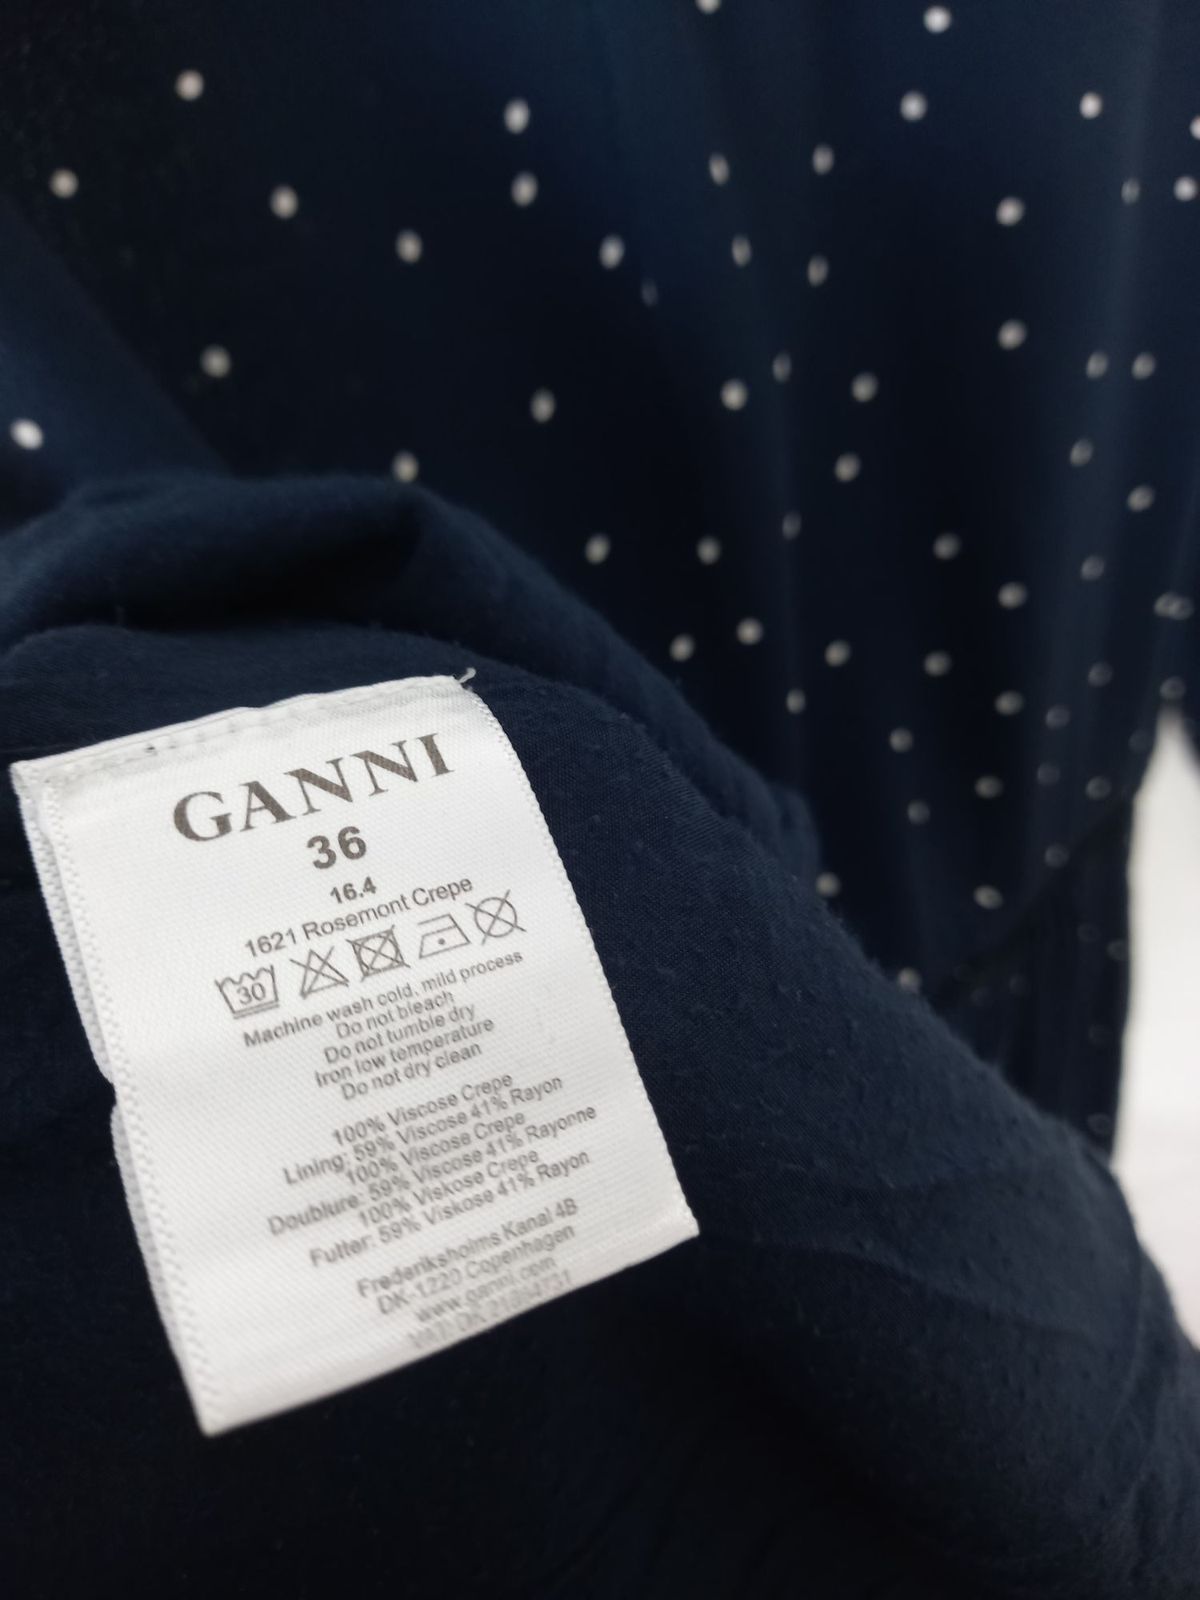 GANNI
36
16.4
1621 Rosemont Crepe
30
Machine wash cold, mild process
Do not bleach
Do not tumble dry
Iron low temperature
Do not dry clean
100% Viscose Crepe
Lining: 59% Viscose 41% Rayon
100% Viscose Crepe
Doublure: 59% Viscose 41% Rayonne
100% Viskose Crepe
Futter: 59% Viskose 41% Rayon
Frederiksholms Kanal 4B
DK-1220 Copenhagen
www.ganni.com
VAT: DK